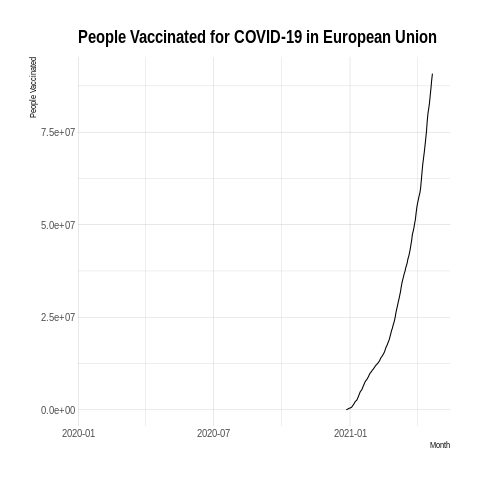 People Vaccinated for COVID-19 in European Union
People Vaccinated
7.5e+07
5.0e+07
2.5e+07
0.0e+00
2020-01
2020-07
2021-01
Month